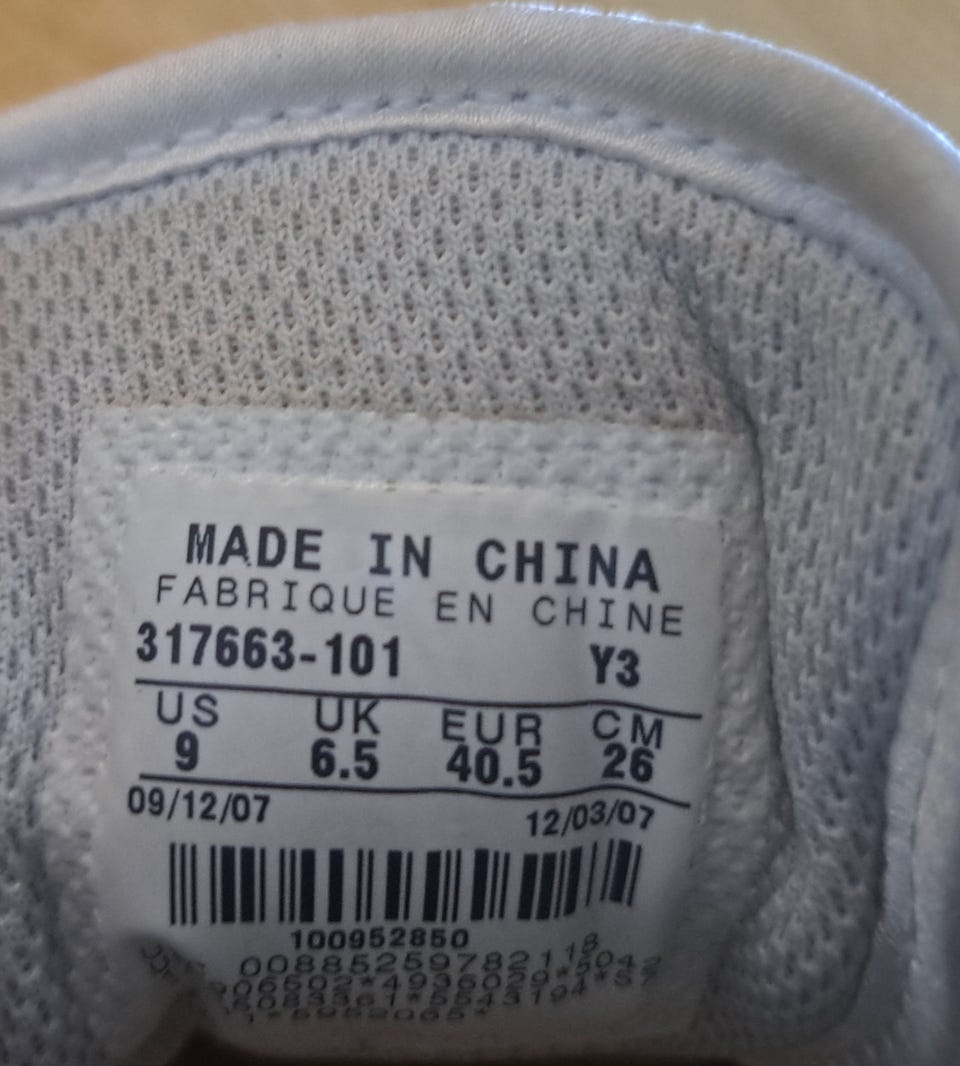 MADE IN CHINA
FABRIQUE EN CHINE
317663-101 Y3
US UK EUR CM
9 6.5 40.5 26
09/12/07 12/03/07
100952850